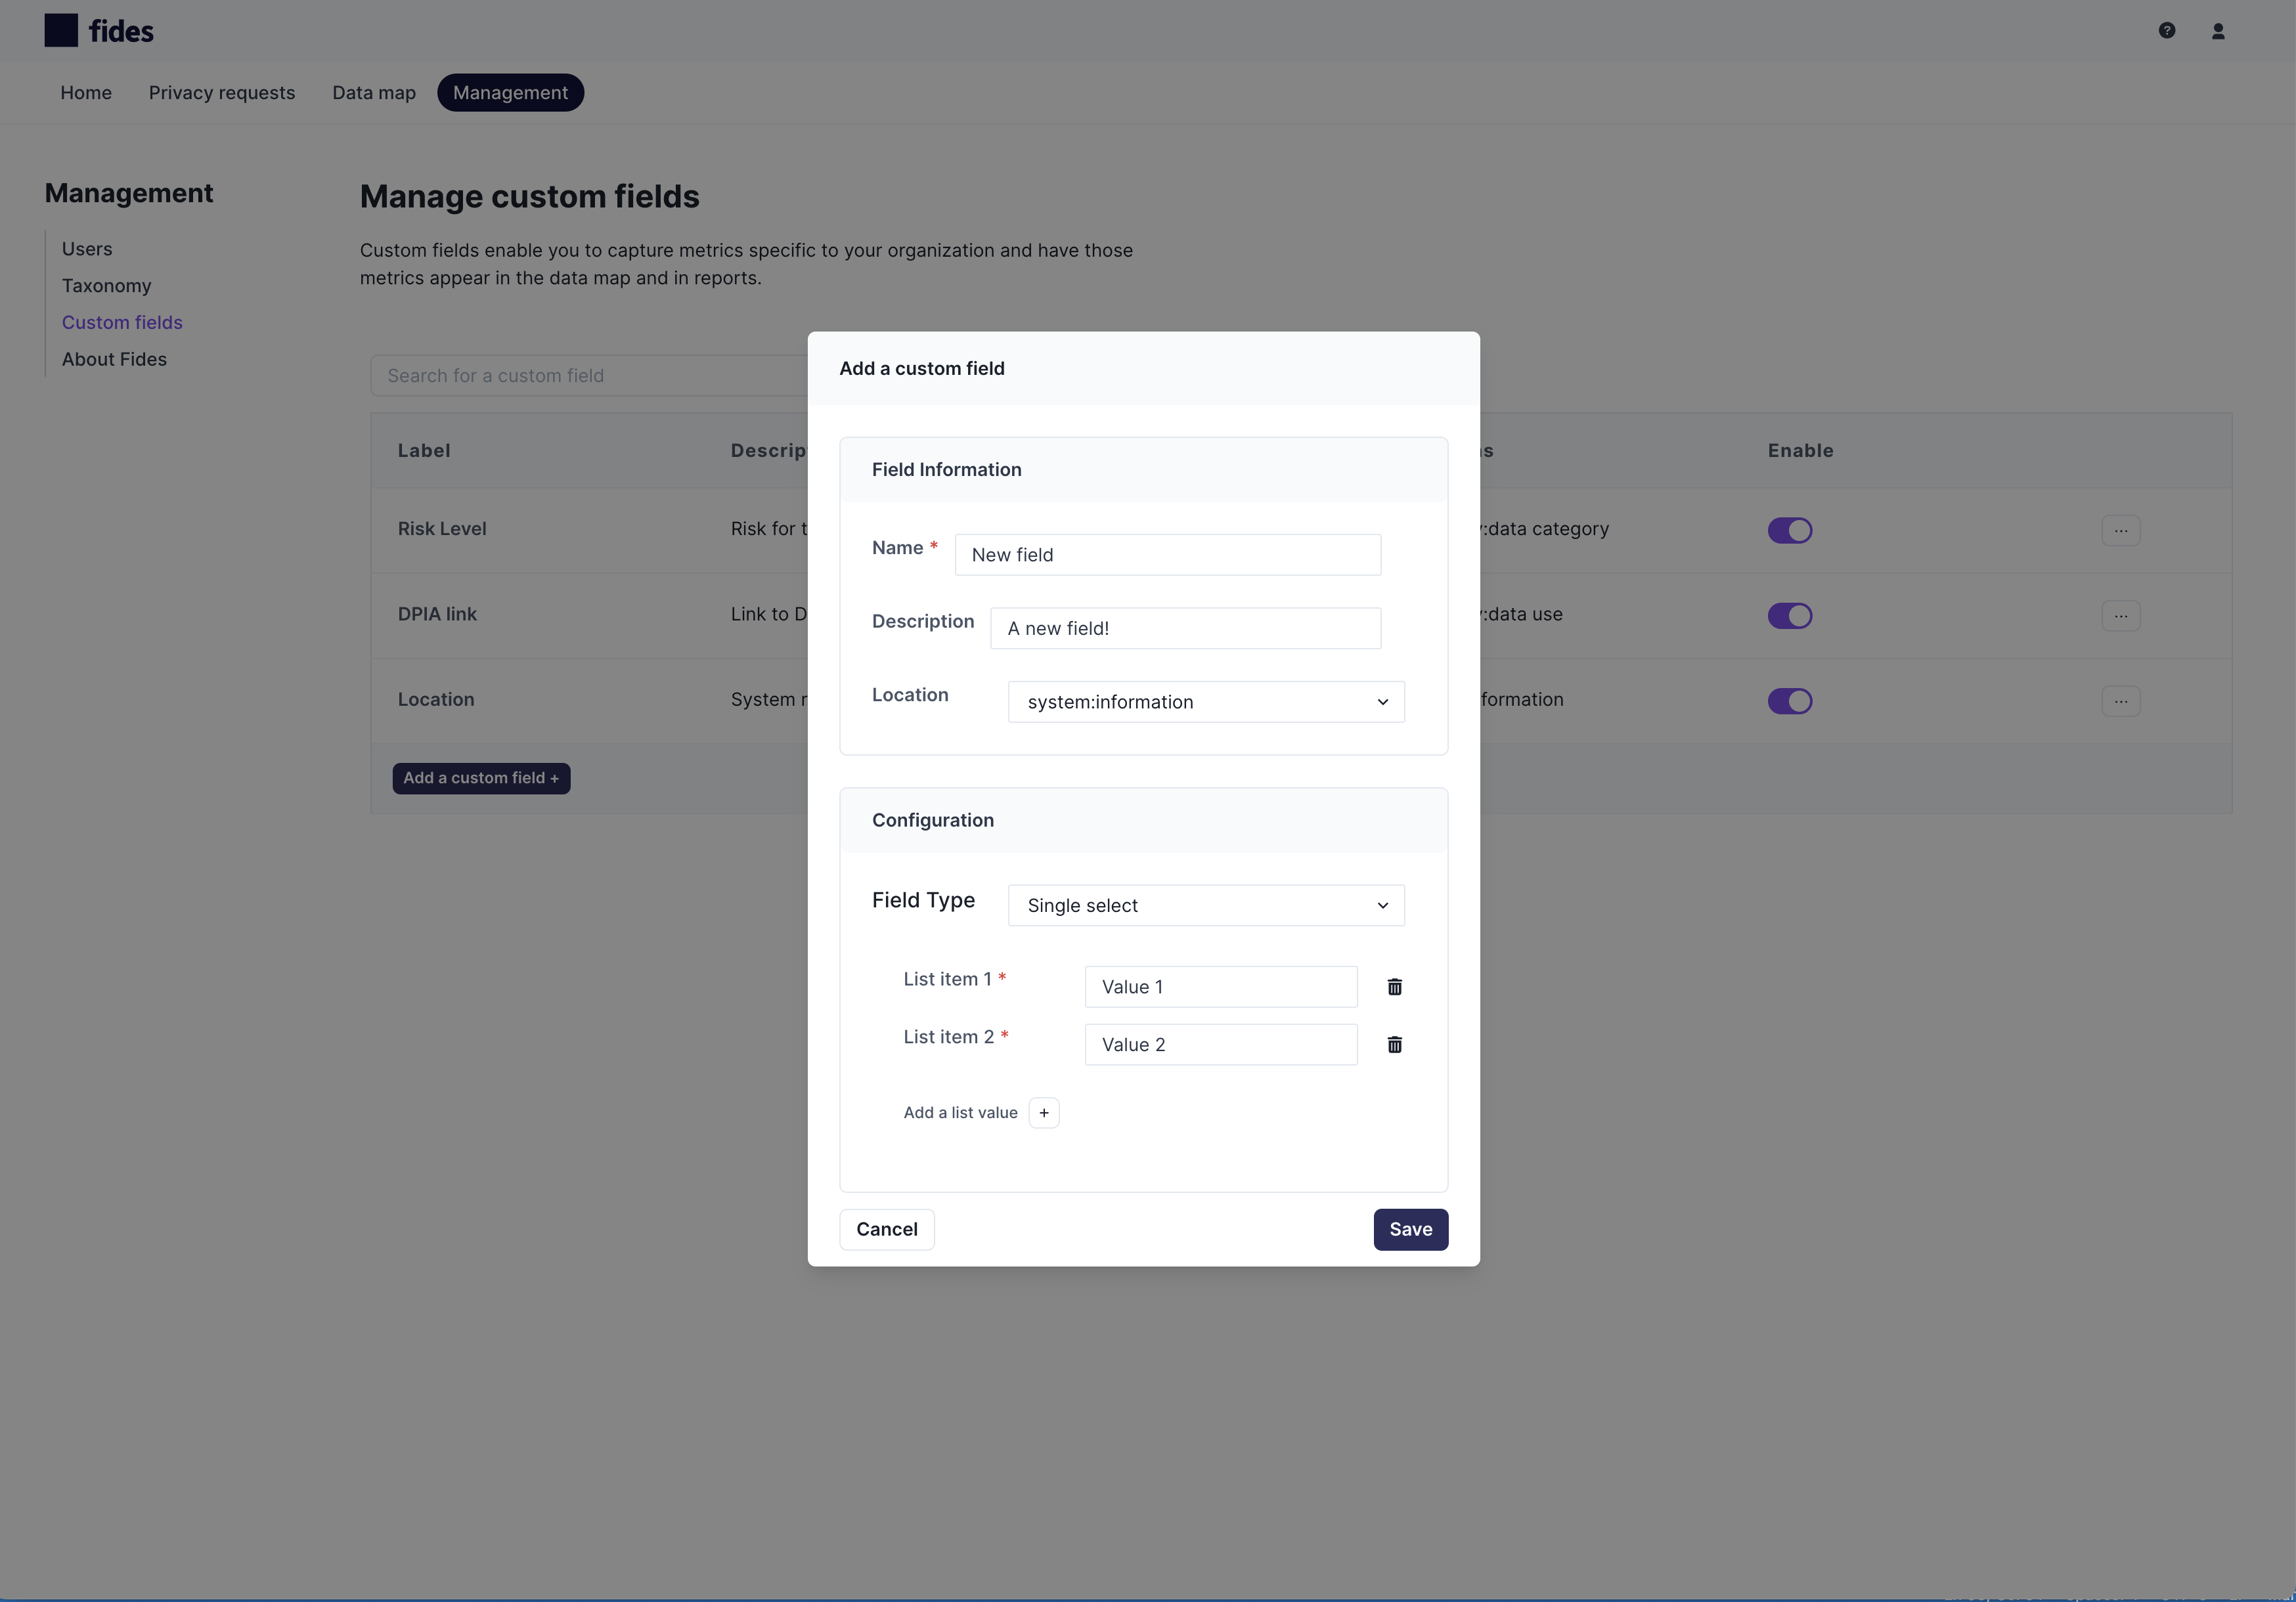 fides
Home Privacy requests Data map Management
Management
Users
Taxonomy
Custom fields
About Fides
Manage custom fields
Custom fields enable you to capture metrics specific to your organization and have those
metrics appear in the data map and in reports.
Search for a custom field
Label Enable
Risk Level Risk for data category
DPIA link Link to data use
Location System
Add a custom field +
Add a custom field
Field Information
Name * New field
Description A new field!
Location system:information
Configuration
Field Type Single select
List item 1 * Value 1
List item 2 * Value 2
Add a list value +
Cancel Save